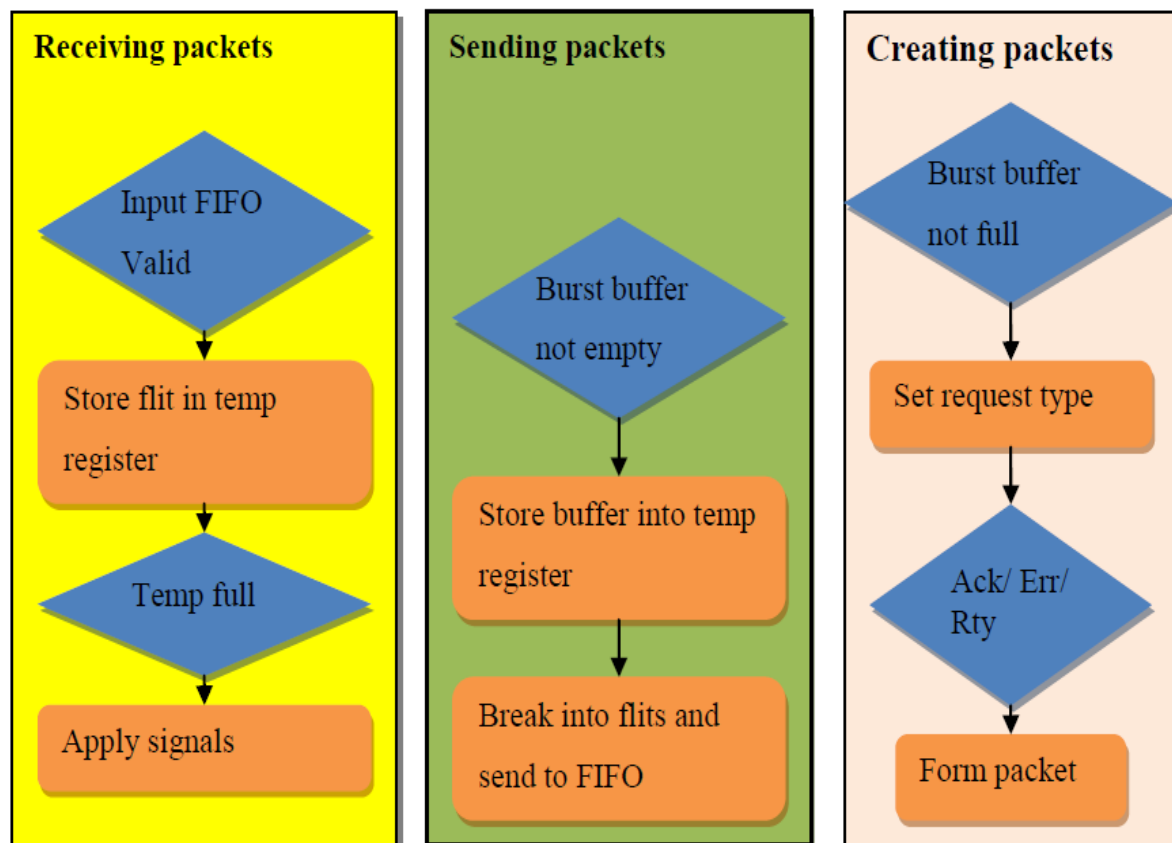 Receiving packets
Input FIFO
Valid
Store flit in temp
register
Temp full
Apply signals
Sending packets
Burst buffer
not empty
Store buffer into temp
register
Break into flits and
send to FIFO
Creating packets
Burst buffer
not full
Set request type
Ack/ Err/
Rty
Form packet